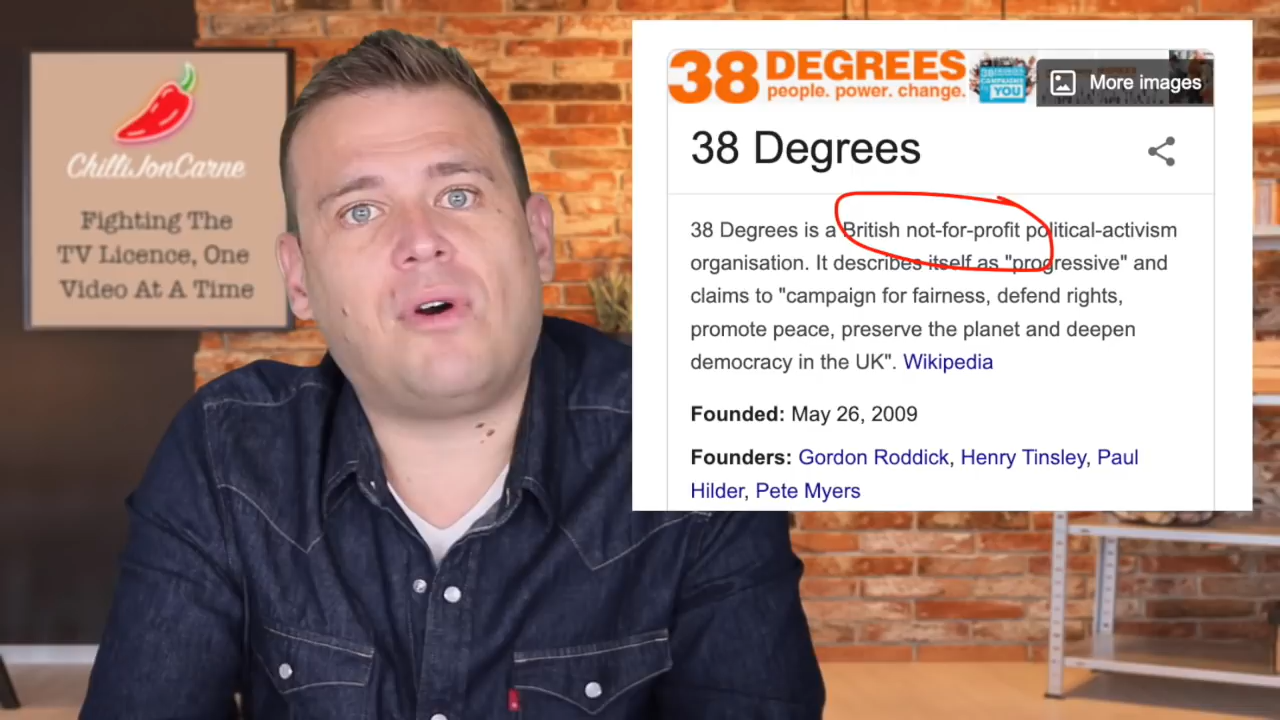 ChilliJonCarne
Fighting The
TV Licence, One
Video At A Time
38 DEGREES
people. power. change.
38 DEGREES
CAMPAIGNS
YOU
More images
38 Degrees
38 Degrees is a British not-for-profit political-activism
organisation. It describes itself as "progressive" and
claims to "campaign for fairness, defend rights,
promote peace, preserve the planet and deepen
democracy in the UK". Wikipedia
Founded: May 26, 2009
Founders: Gordon Roddick, Henry Tinsley, Paul
Hilder, Pete Myers